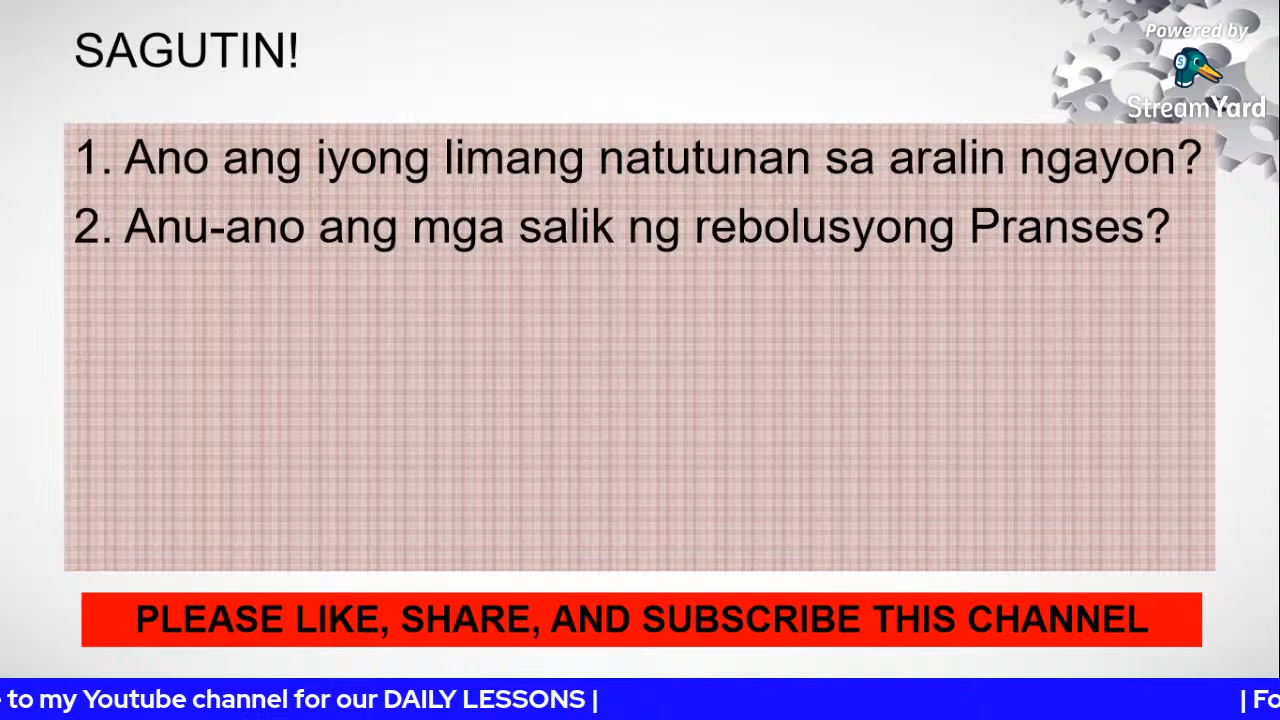 SAGUTIN!
Powered by
StreamYard
1. Ano ang iyong limang natutunan sa aralin ngayon?
2. Anu-ano ang mga salik ng rebolusyong Pranses?
PLEASE LIKE, SHARE, AND SUBSCRIBE THIS CHANNEL
to my Youtube channel for our DAILY LESSONS | | Fo